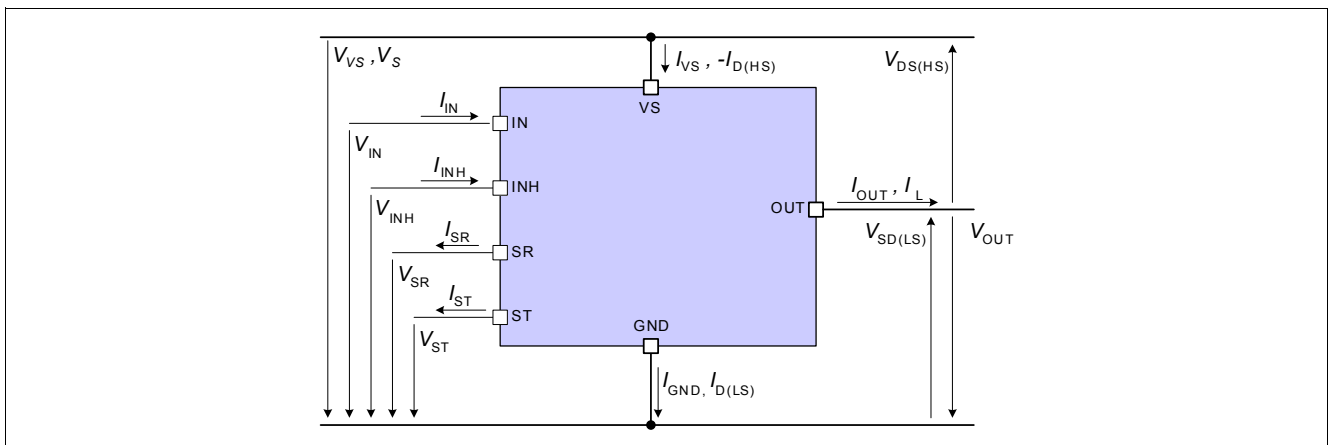 V_VS , V_S
I_VS , -I_D(HS)
V_DS(HS)
VS
I_IN
IN
V_IN
I_INH
INH
V_INH
I_SR
SR
V_SR
I_ST
ST
V_ST
OUT
I_OUT , I_L
V_SD(LS)
V_OUT
GND
I_GND, I_D(LS)